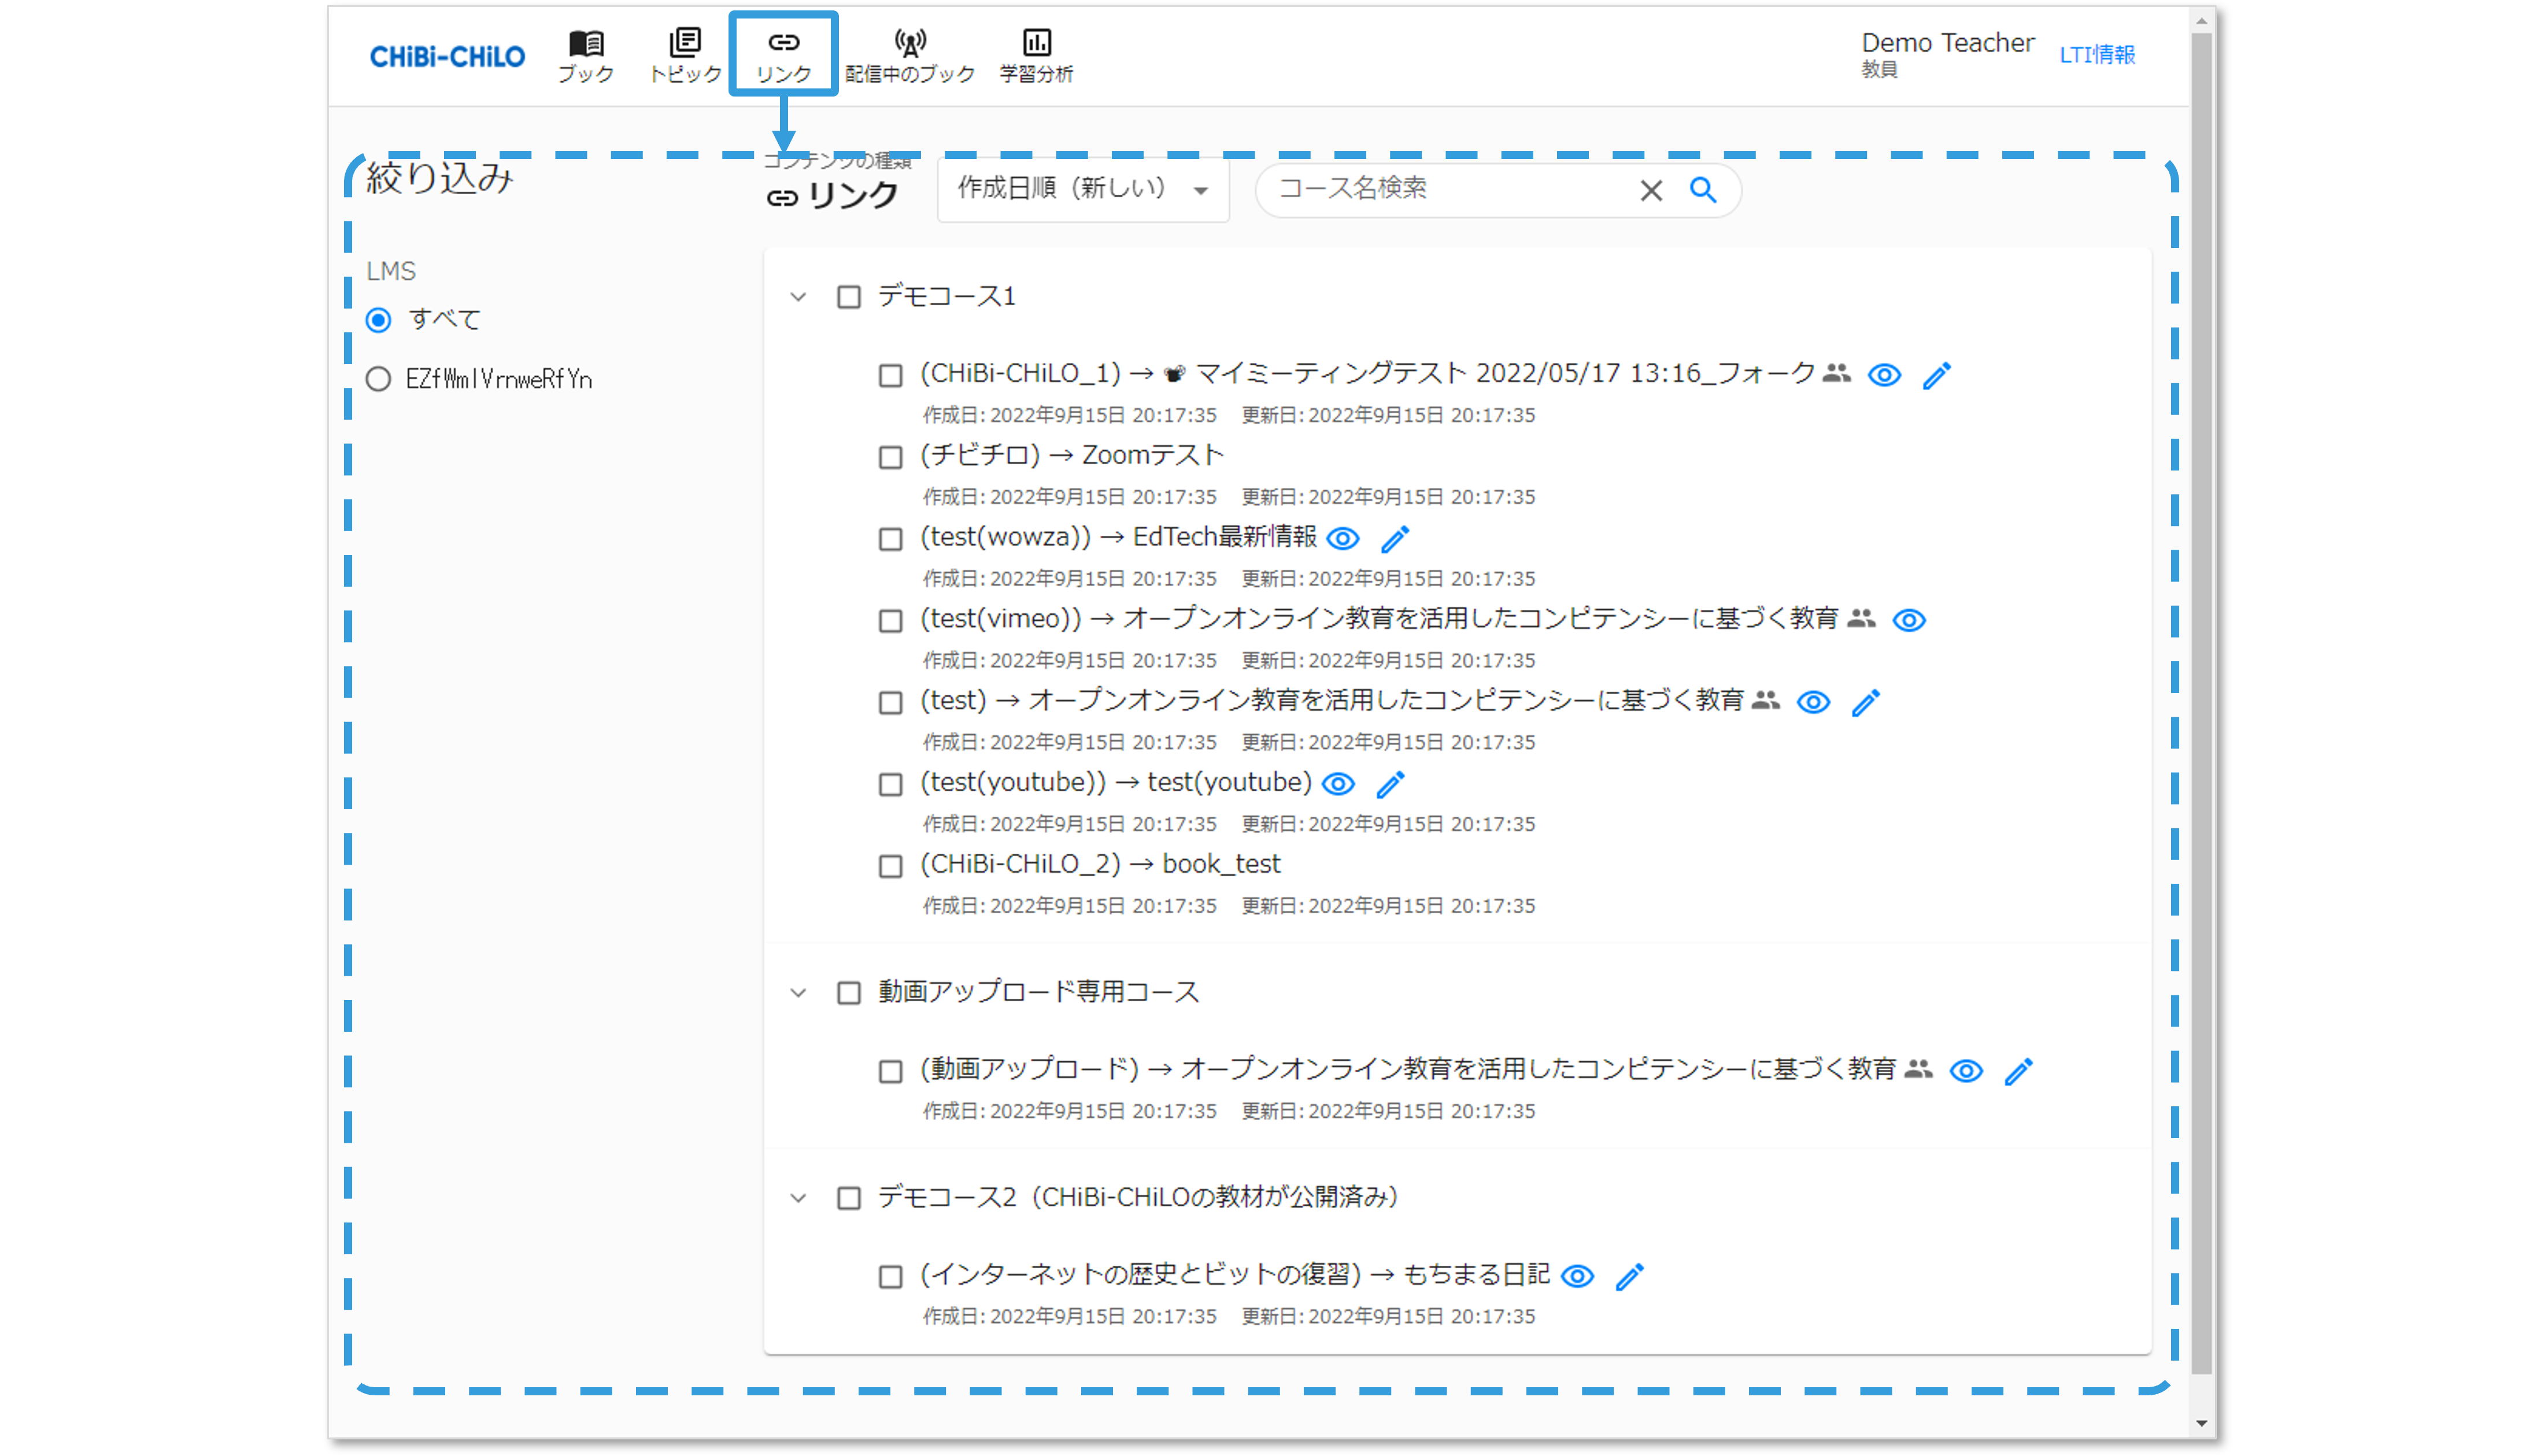 CHiBi-CHiLO
ブック
トピック
リンク
配信中のブック
学習分析
Demo Teacher
教員
LTI情報
絞り込み
コンテンツの種類
リンク
作成日順（新しい）
コース名検索
LMS
すべて
EZfWmlVrnweRfYn
デモコース1
(CHiBi-CHiLO_1) → マイミーティングテスト 2022/05/17 13:16_フォーク
作成日: 2022年9月15日 20:17:35 更新日: 2022年9月15日 20:17:35
(チビチロ) → Zoomテスト
作成日: 2022年9月15日 20:17:35 更新日: 2022年9月15日 20:17:35
(test(wowza)) → EdTech最新情報
作成日: 2022年9月15日 20:17:35 更新日: 2022年9月15日 20:17:35
(test(vimeo)) → オープンオンライン教育を活用したコンピテンシーに基づく教育
作成日: 2022年9月15日 20:17:35 更新日: 2022年9月15日 20:17:35
(test) → オープンオンライン教育を活用したコンピテンシーに基づく教育
作成日: 2022年9月15日 20:17:35 更新日: 2022年9月15日 20:17:35
(test(youtube)) → test(youtube)
作成日: 2022年9月15日 20:17:35 更新日: 2022年9月15日 20:17:35
(CHiBi-CHiLO_2) → book_test
作成日: 2022年9月15日 20:17:35 更新日: 2022年9月15日 20:17:35
動画アップロード専用コース
(動画アップロード) → オープンオンライン教育を活用したコンピテンシーに基づく教育
作成日: 2022年9月15日 20:17:35 更新日: 2022年9月15日 20:17:35
デモコース2（CHiBi-CHiLOの教材が公開済み）
(インターネットの歴史とビットの復習) → もちまる日記
作成日: 2022年9月15日 20:17:35 更新日: 2022年9月15日 20:17:35